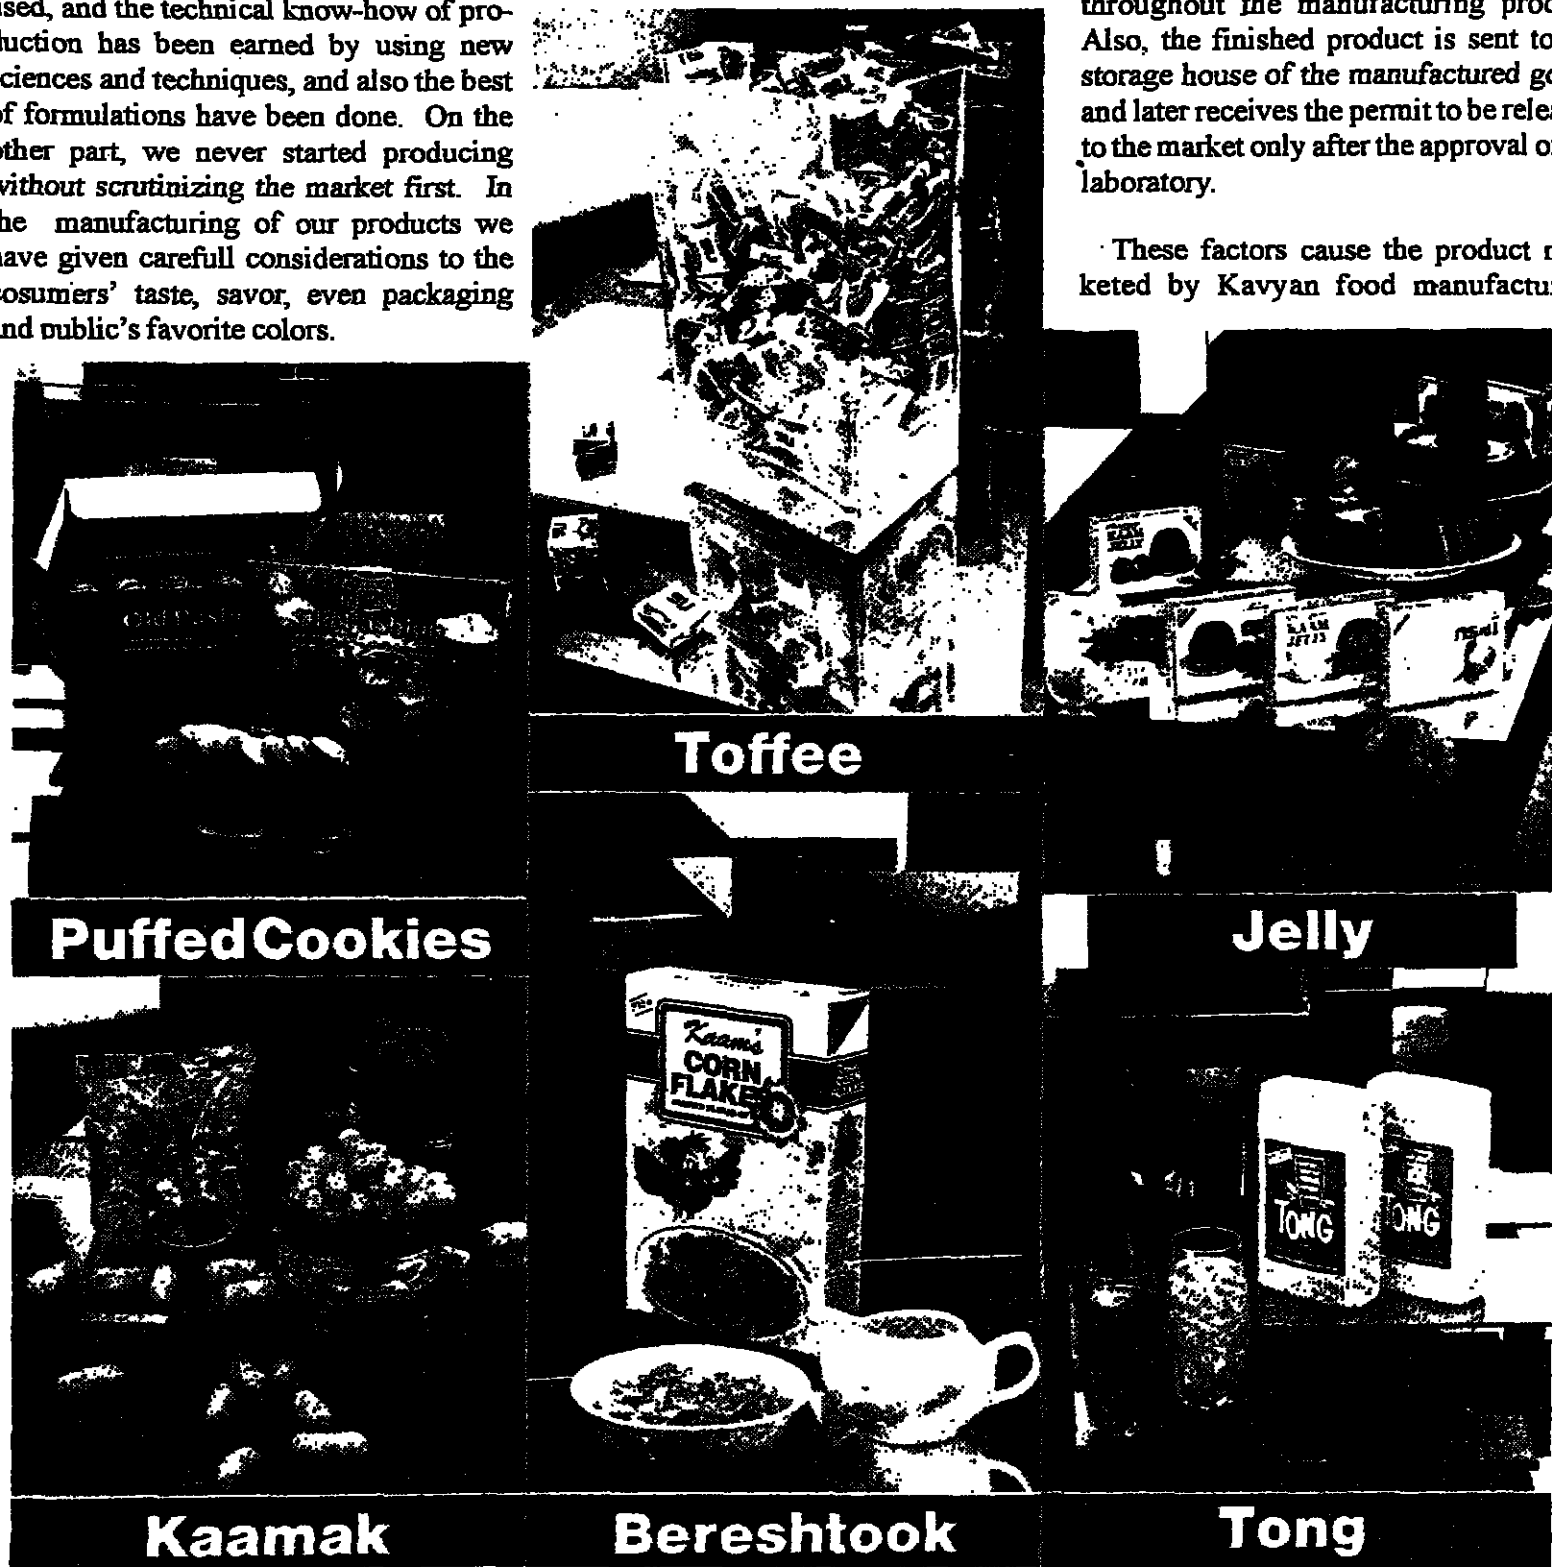 used, and the technical know-how of pro-
duction has been earned by using new
sciences and techniques, and also the best
of formulations have been done. On the
other part, we never started producing
without scrutinizing the market first. In
the manufacturing of our products we
have given carefull considerations to the
cosumers' taste, savor, even packaging
and public's favorite colors.
throughout the manufacturing
Also, the finished product is sent to
storage house of the manufactured
and later receives the permit to be
to the market only after the approval
laboratory.
These factors cause the product
keted by Kavyan food
Toffee
Puffed Cookies
Jelly
KAAM
JELLY
Kaam's
CORN
FLAKES
TONG
TONG
Kaamak
Bereshtook
Tong